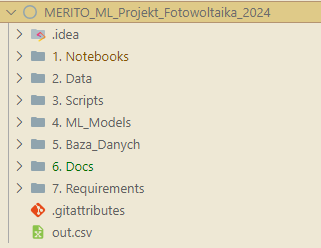 MERITO_ML_Projekt_Fotowoltaika_2024
.idea
1. Notebooks
2. Data
3. Scripts
4. ML_Models
5. Baza_Danych
6. Docs
7. Requirements
.gitattributes
out.csv